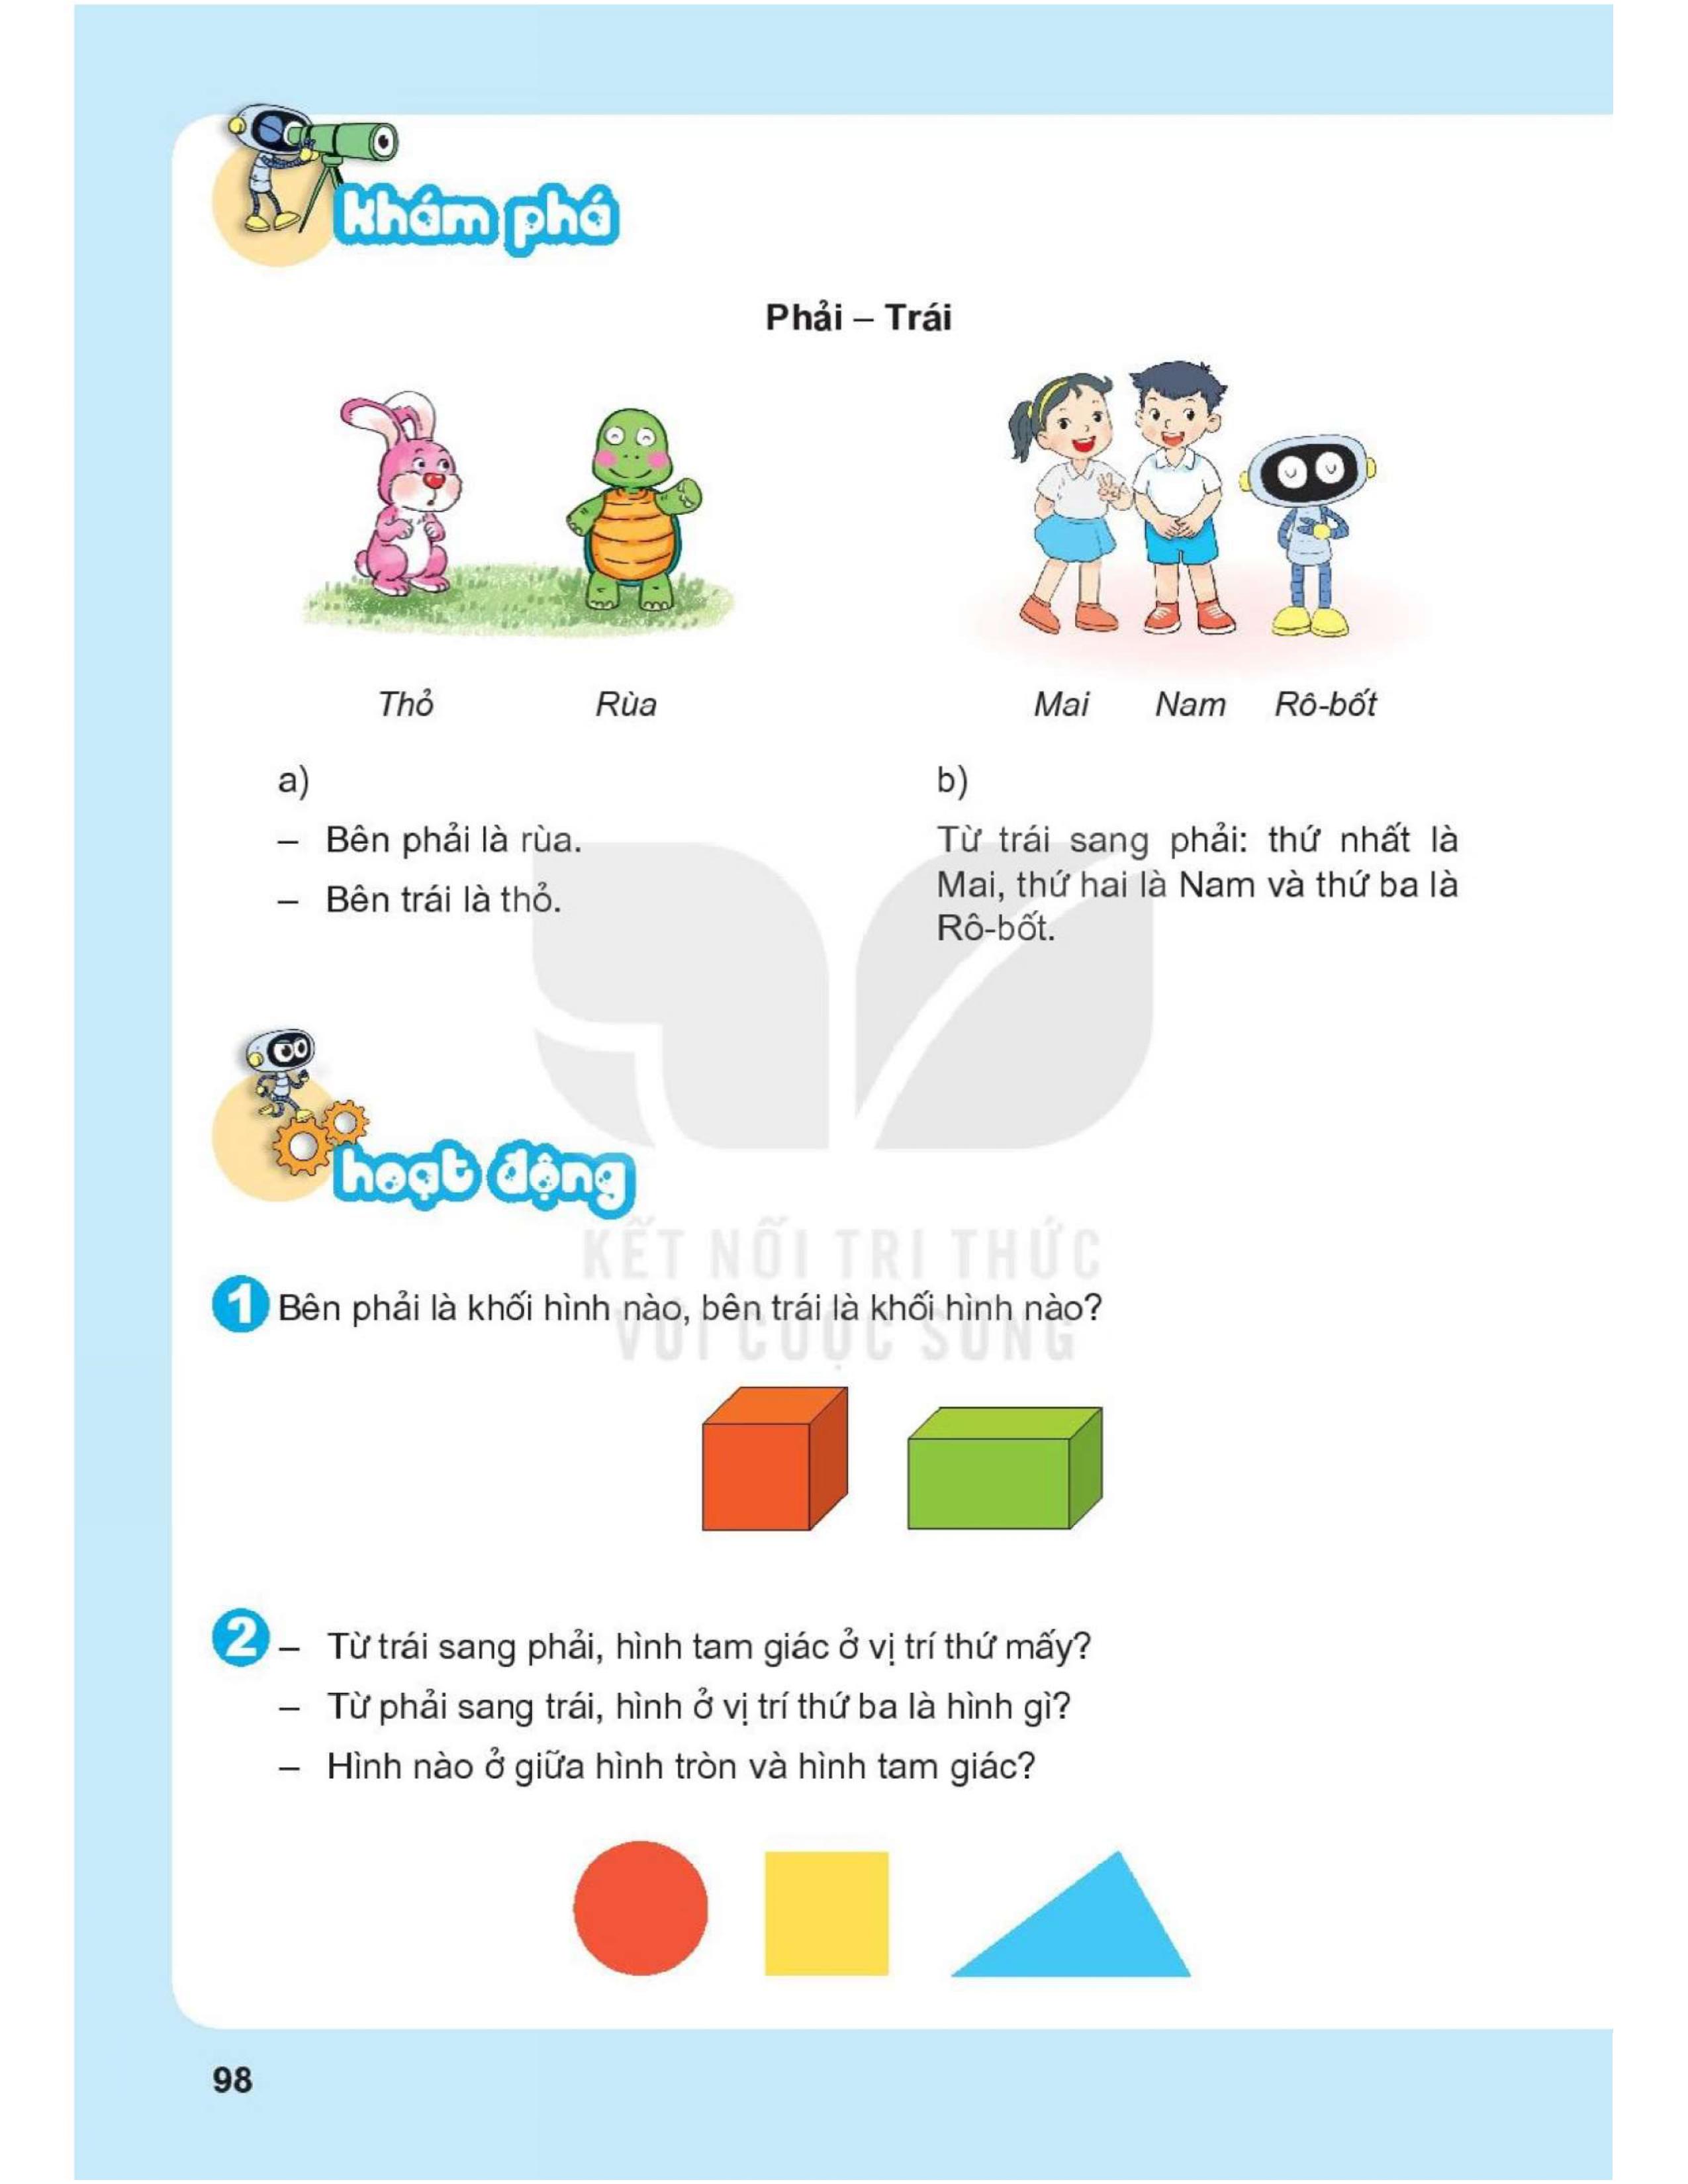 khám phá
Phải – Trái
Thỏ Rùa
Mai Nam Rô-bốt
a)
– Bên phải là rùa.
– Bên trái là thỏ.
b)
Từ trái sang phải: thứ nhất là
Mai, thứ hai là Nam và thứ ba là
Rô-bốt.
hoạt động
KẾT NỐI TRI THỨC
VỚI CUỘC SỐNG
1 Bên phải là khối hình nào, bên trái là khối hình nào?
2 – Từ trái sang phải, hình tam giác ở vị trí thứ mấy?
– Từ phải sang trái, hình ở vị trí thứ ba là hình gì?
– Hình nào ở giữa hình tròn và hình tam giác?
98